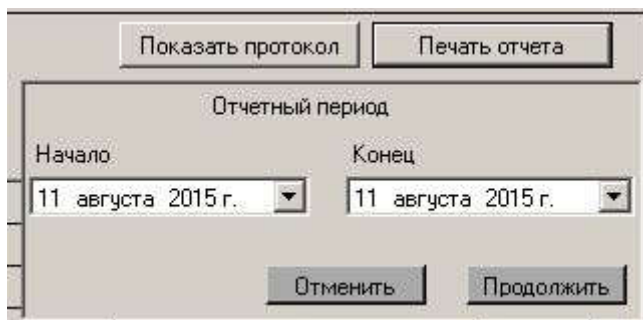 Показать протокол Печать отчета
Отчетный период
Начало Конец
11 августа 2015 г. 11 августа 2015 г.
Отменить Продолжить